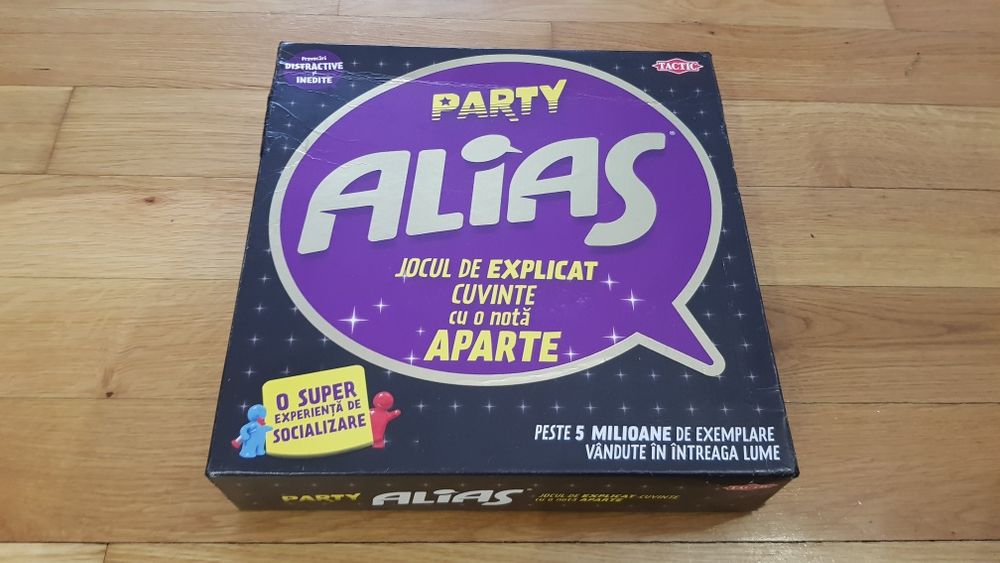 Provocări
DISTRACTIVE
și
INEDITE
TACTIC
PARTY
ALIAS®
JOCUL DE EXPLICAT
CUVINTE
cu o notă
APARTE
O SUPER
EXPERIENȚĂ DE
SOCIALIZARE
PESTE 5 MILIOANE DE EXEMPLARE
VÂNDUTE ÎN ÎNTREAGA LUME
PARTY ALIAS
JOCUL DE EXPLICAT CUVINTE
cu o notă APARTE
TACTIC